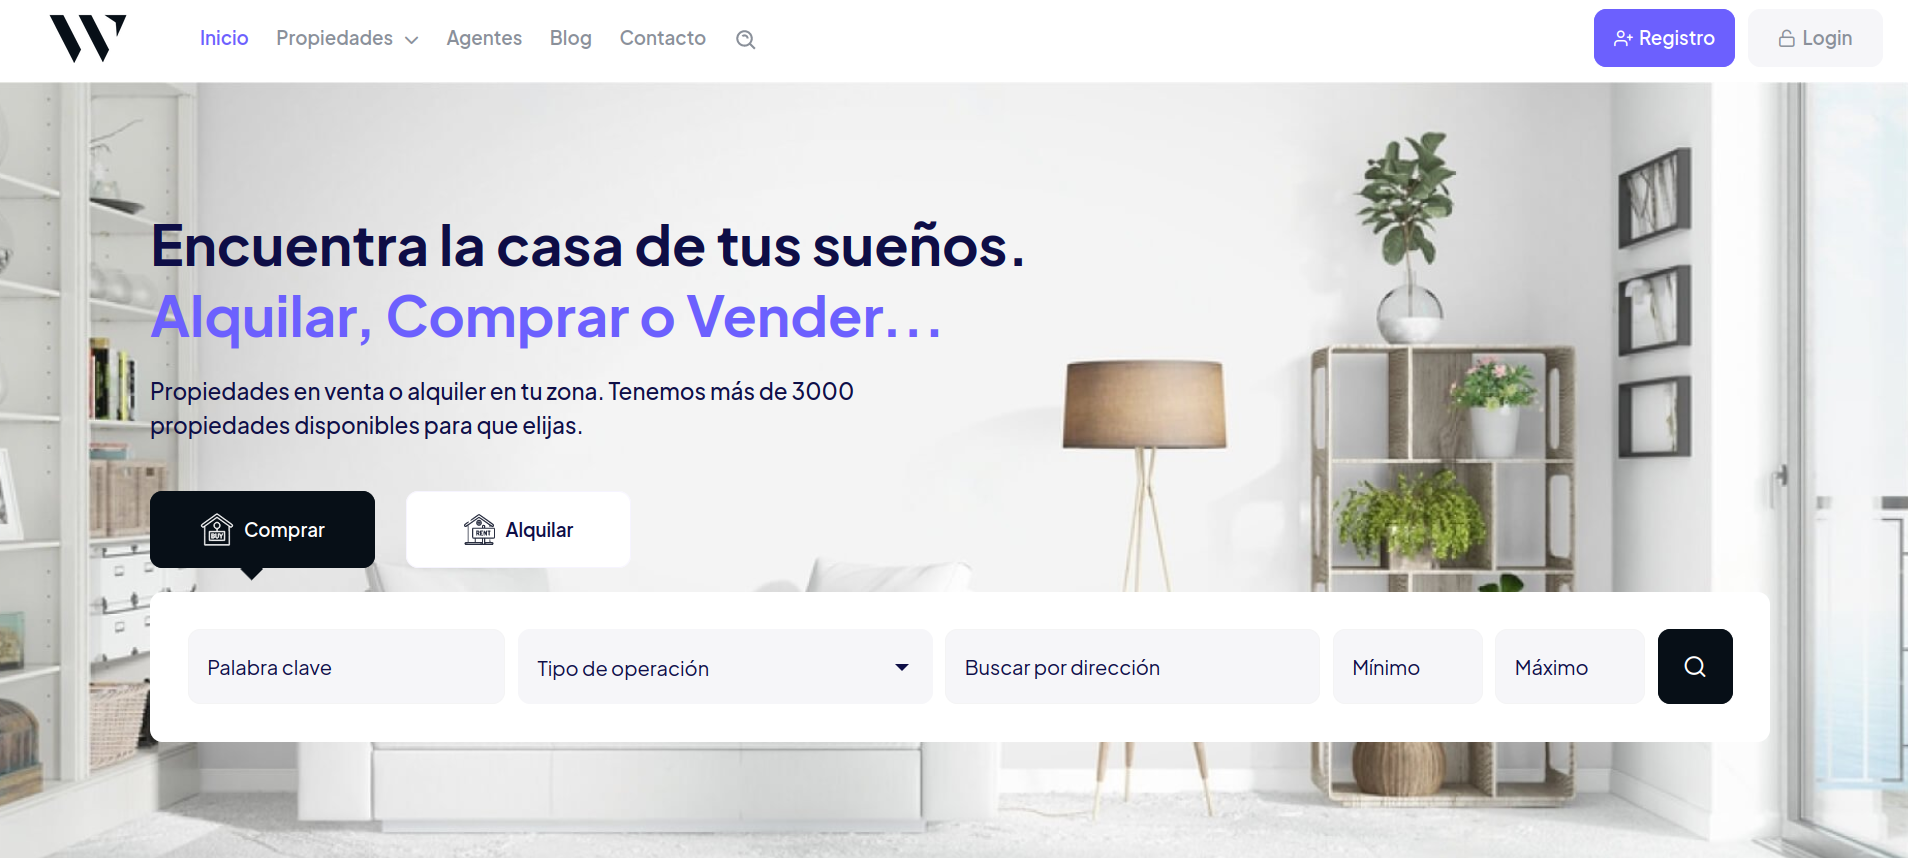 Inicio Propiedades Agentes Blog Contacto Registro Login
Encuentra la casa de tus sueños.
Alquilar, Comprar o Vender...
Propiedades en venta o alquiler en tu zona. Tenemos más de 3000
propiedades disponibles para que elijas.
BUY Comprar RENT Alquilar
Palabra clave Tipo de operación Buscar por dirección Mínimo Máximo